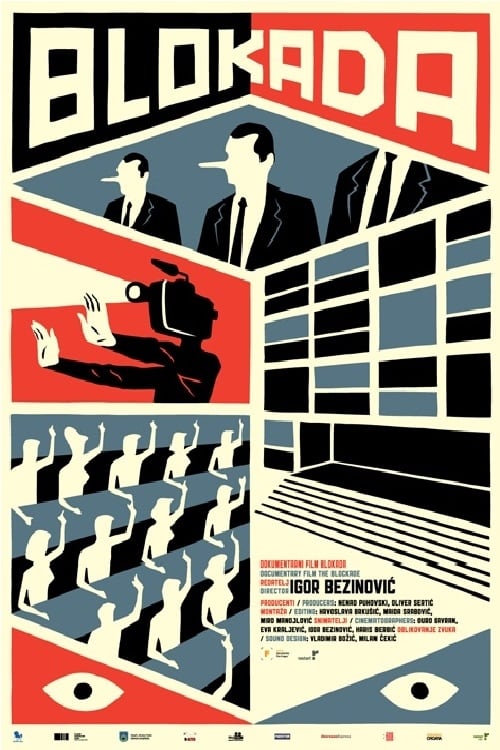 BLOKADA
DOKUMENTARNI FILM BLOKADA
DOCUMENTARY FILM THE BLOCKADE
REDATELJ
DIRECTOR IGOR BEZINOVIĆ
PRODUCENTI / PRODUCERS: NENAD PUHOVSKI, OLIVER SERTIĆ
MONTAŽA / EDITING: HRVOSLAVA BRKUŠIĆ, MAIDA SRABOVIĆ,
MIRO MANOJLOVIĆ SNIMATELJI / CINEMATOGRAPHERS: ĐURO GAVRAN,
EVA KRALJEVIĆ, IGOR BEZINOVIĆ, HARIS BERBIĆ OBLIKOVANJE ZVUKA
/ SOUND DESIGN: VLADIMIR BOŽIĆ, MILAN ČEKIĆ
restart
CROATIA